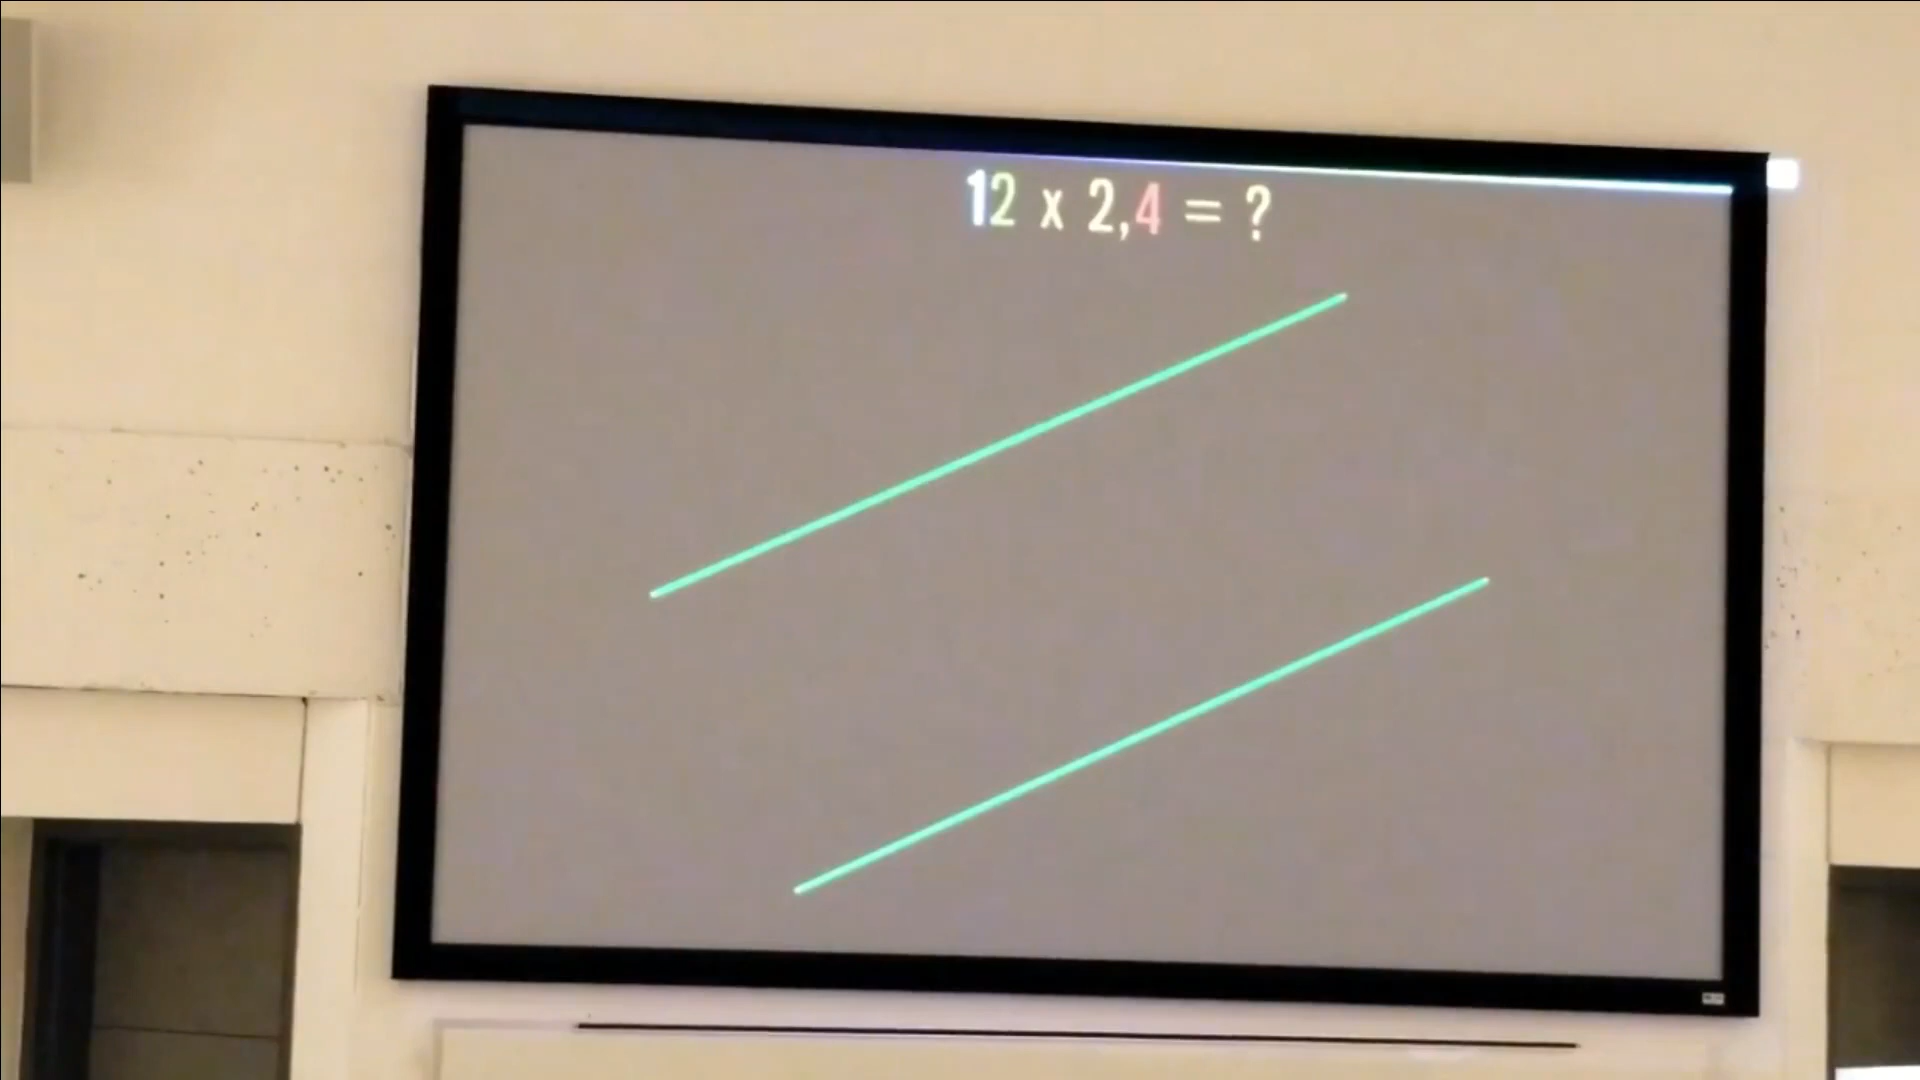 12 x 2,4 = ?